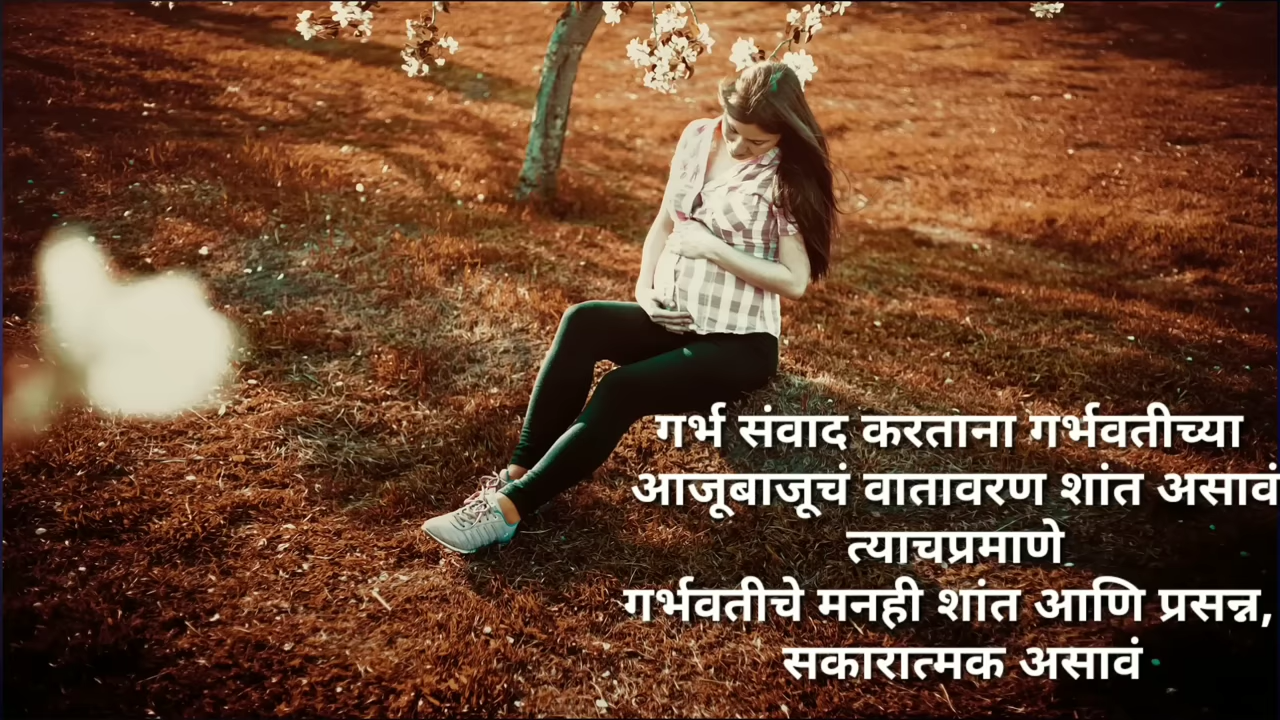 गर्भ संवाद करताना गर्भवतीच्या
आजूबाजूचं वातावरण शांत असावं
त्याचप्रमाणे
गर्भवतीचे मनही शांत आणि प्रसन्न,
सकारात्मक असावं